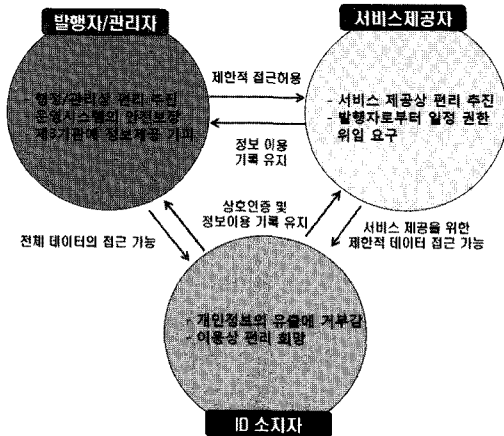 발행자/관리자
서비스제공자
제한적 접근허용
- 행정/관리상 편리 추진
- 운영시스템의 안전보장
- 제3기관에 정보제공 기피
- 서비스 제공상 편리 추진
- 발행자로부터 일정 권한
위임 요구
정보 이용
기록 유지
상호인증 및
정보이용 기록 유지
전체 데이터의 접근 가능
서비스 제공을 위한
제한적 데이터 접근 가능
- 개인정보의 유출에 거부감
- 이용상 편리 희망
ID 소지자